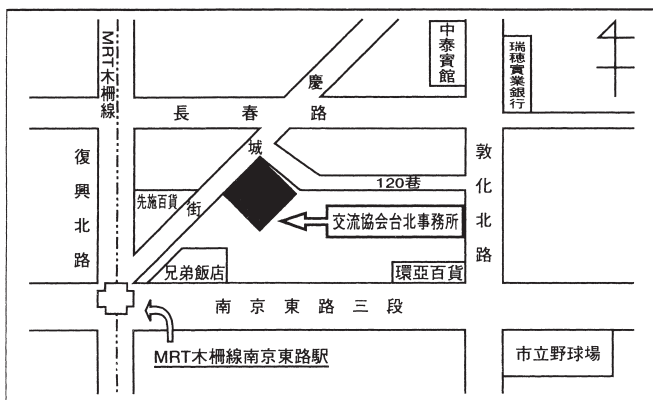 MRT木柵線
中泰賓館
瑞穂實業銀行
慶城街
長春路
復興北路
敦化北路
120巷
先施百貨
交流協会台北事務所
兄弟飯店
環亞百貨
南京東路三段
MRT木柵線南京東路駅
市立野球場